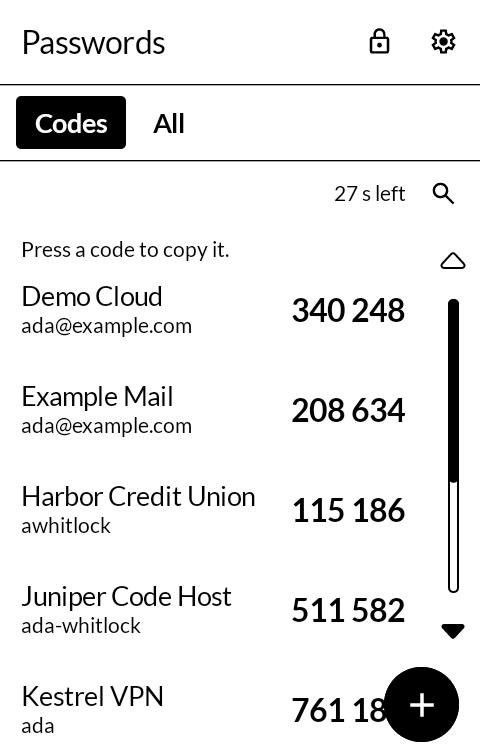 Passwords
Codes
All
27 s left
Press a code to copy it.
Demo Cloud
340 248
ada@example.com
Example Mail
208 634
ada@example.com
Harbor Credit Union
115 186
awhitlock
Juniper Code Host
511 582
ada-whitlock
Kestrel VPN
761
ada